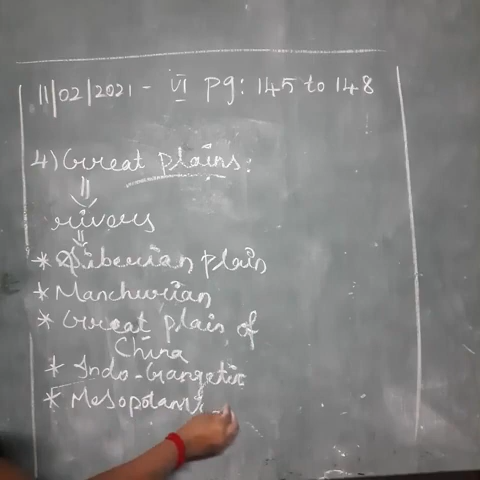 11/02/2021 - VI pg: 145 to 148
4) Great plains:
rivers
* Siberian plain
* Manchurian
* Great plain of
China
* Indo-Gangetic
* Mesopotami